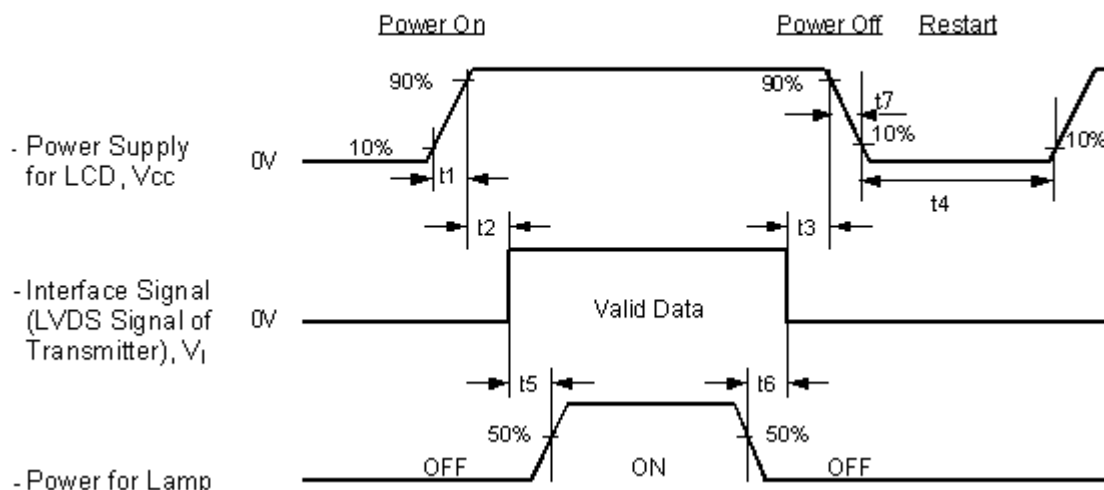 Power On
Power Off
Restart
90%
90%
t7
10%
10%
10%
- Power Supply
for LCD, Vcc
0V
t1
t4
t2
t3
- Interface Signal
(LVDS Signal of
Transmitter), VI
0V
Valid Data
t5
t6
50%
50%
OFF
ON
OFF
- Power for Lamp